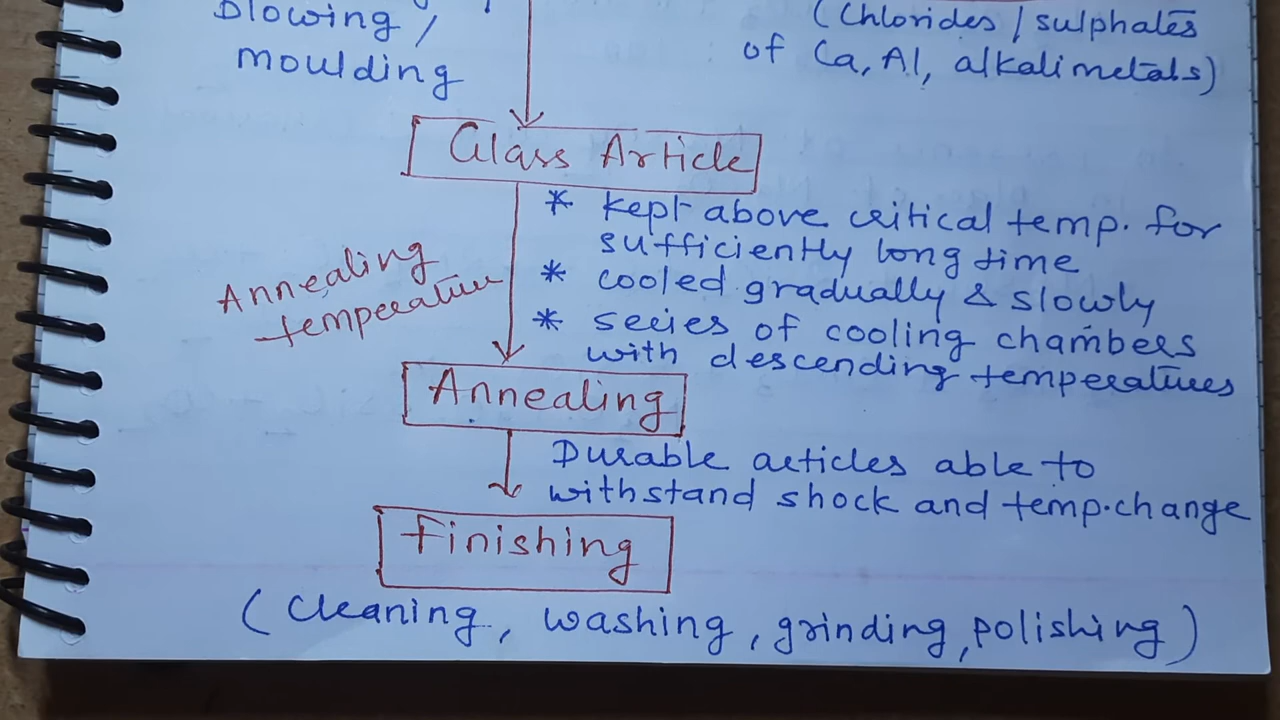 Blowing /
moulding
(Chlorides / sulphates
of Ca, Al, alkali metals)
Glass Article
Annealing
temperature
* kept above critical temp. for
sufficiently long time
* cooled gradually & slowly
* series of cooling chambers
with descending temperatures
Annealing
Durable articles able to
withstand shock and temp. change
Finishing
(Cleaning, washing, grinding, polishing)